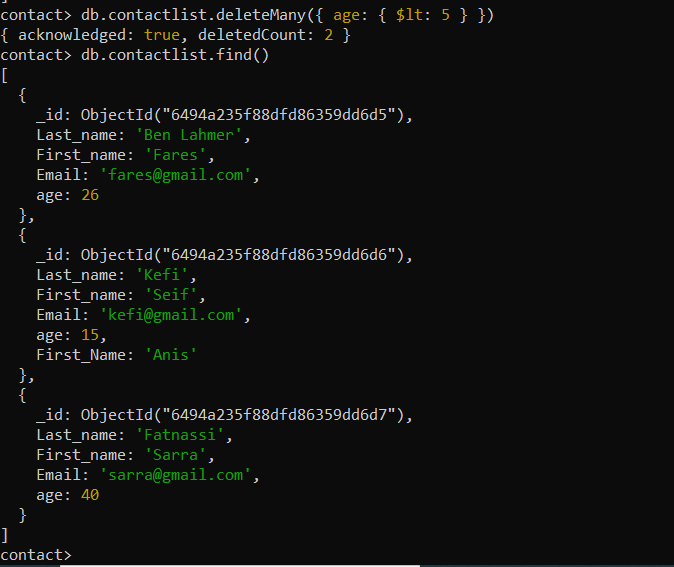 ]
contact> db.contactlist.deleteMany({ age: { $lt: 5 } })
{ acknowledged: true, deletedCount: 2 }
contact> db.contactlist.find()
[
  {
    _id: ObjectId("6494a235f88dfd86359dd6d5"),
    Last_name: 'Ben Lahmer',
    First_name: 'Fares',
    Email: 'fares@gmail.com',
    age: 26
  },
  {
    _id: ObjectId("6494a235f88dfd86359dd6d6"),
    Last_name: 'Kefi',
    First_name: 'Seif',
    Email: 'kefi@gmail.com',
    age: 15,
    First_Name: 'Anis'
  },
  {
    _id: ObjectId("6494a235f88dfd86359dd6d7"),
    Last_name: 'Fatnassi',
    First_name: 'Sarra',
    Email: 'sarra@gmail.com',
    age: 40
  }
]
contact>